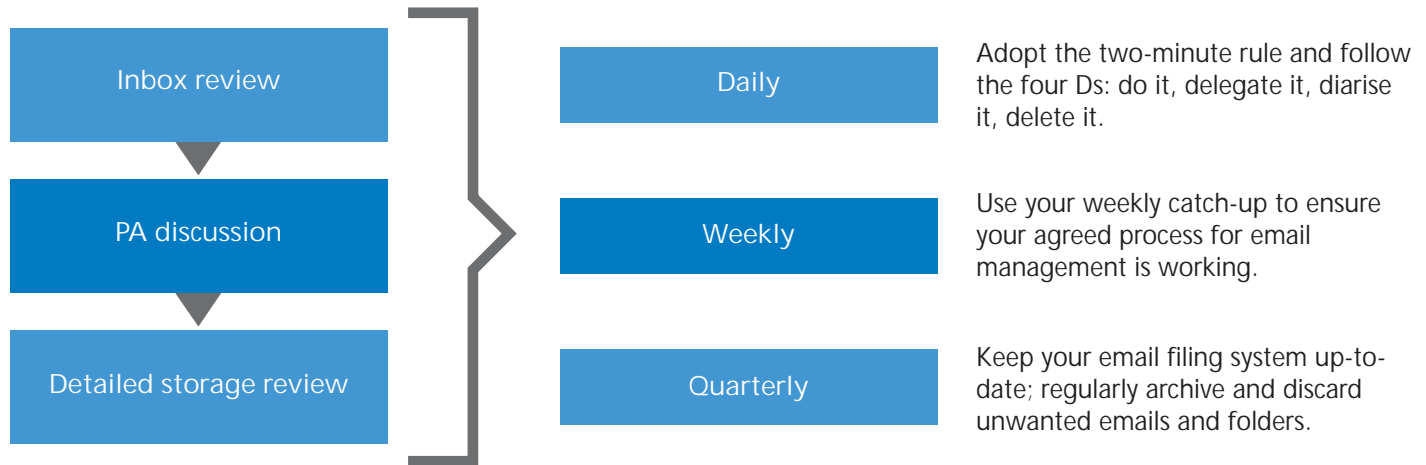 Inbox review
PA discussion
Detailed storage review
Daily
Adopt the two-minute rule and follow
the four Ds: do it, delegate it, diarise
it, delete it.
Weekly
Use your weekly catch-up to ensure
your agreed process for email
management is working.
Quarterly
Keep your email filing system up-to-
date; regularly archive and discard
unwanted emails and folders.